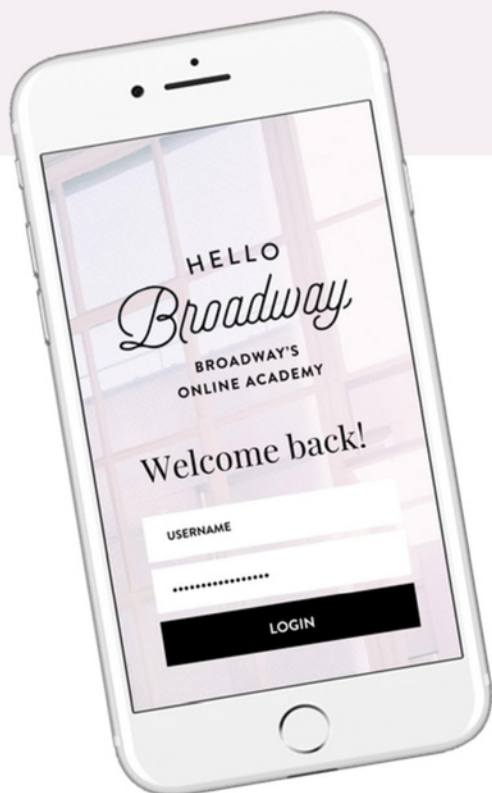 HELLO
Broadway
BROADWAY'S
ONLINE ACADEMY
Welcome back!
USERNAME
•••••••••••••••••
LOGIN